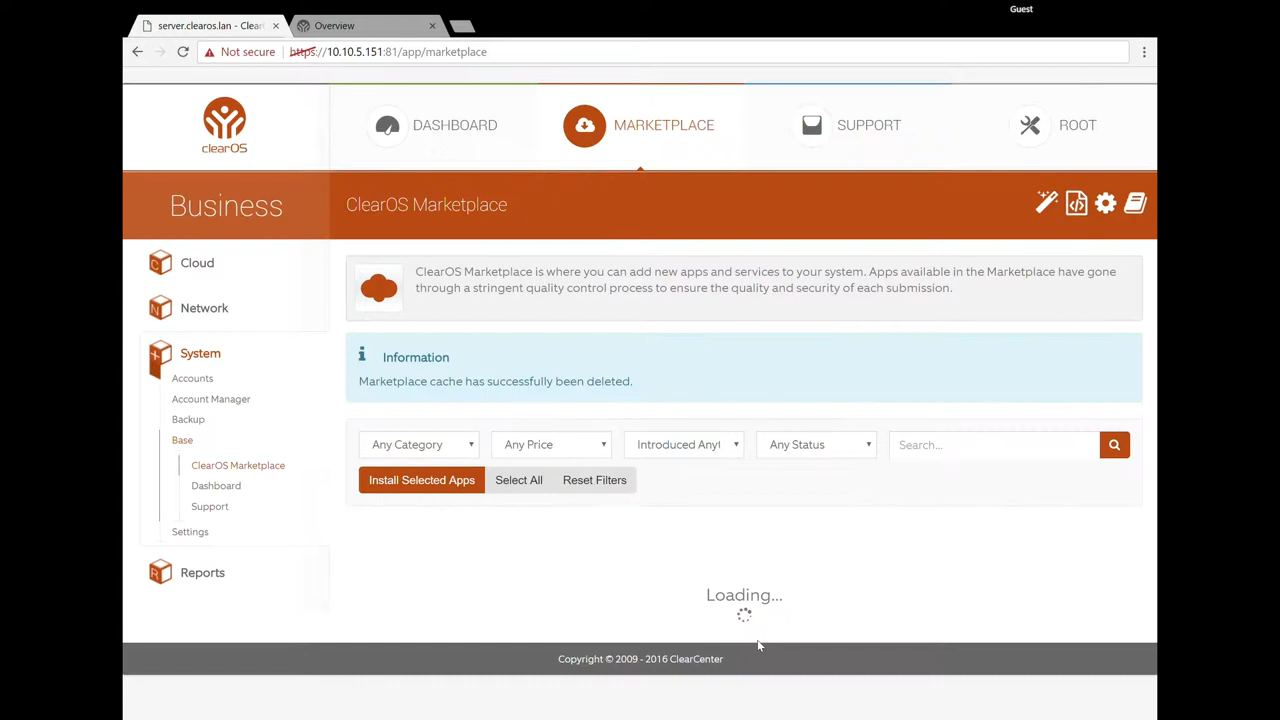 Guest
server.clearos.lan - Clear
Overview
Not secure
https://10.10.5.151:81/app/marketplace
clearOS
DASHBOARD
MARKETPLACE
SUPPORT
ROOT
Business
ClearOS Marketplace
Cloud
Network
System
Accounts
Account Manager
Backup
Base
ClearOS Marketplace
Dashboard
Support
Settings
Reports
ClearOS Marketplace is where you can add new apps and services to your system. Apps available in the Marketplace have gone
through a stringent quality control process to ensure the quality and security of each submission.
Information
Marketplace cache has successfully been deleted.
Any Category
Any Price
Introduced Anyt
Any Status
Search...
Install Selected Apps
Select All
Reset Filters
Loading...
Copyright © 2009 - 2016 ClearCenter